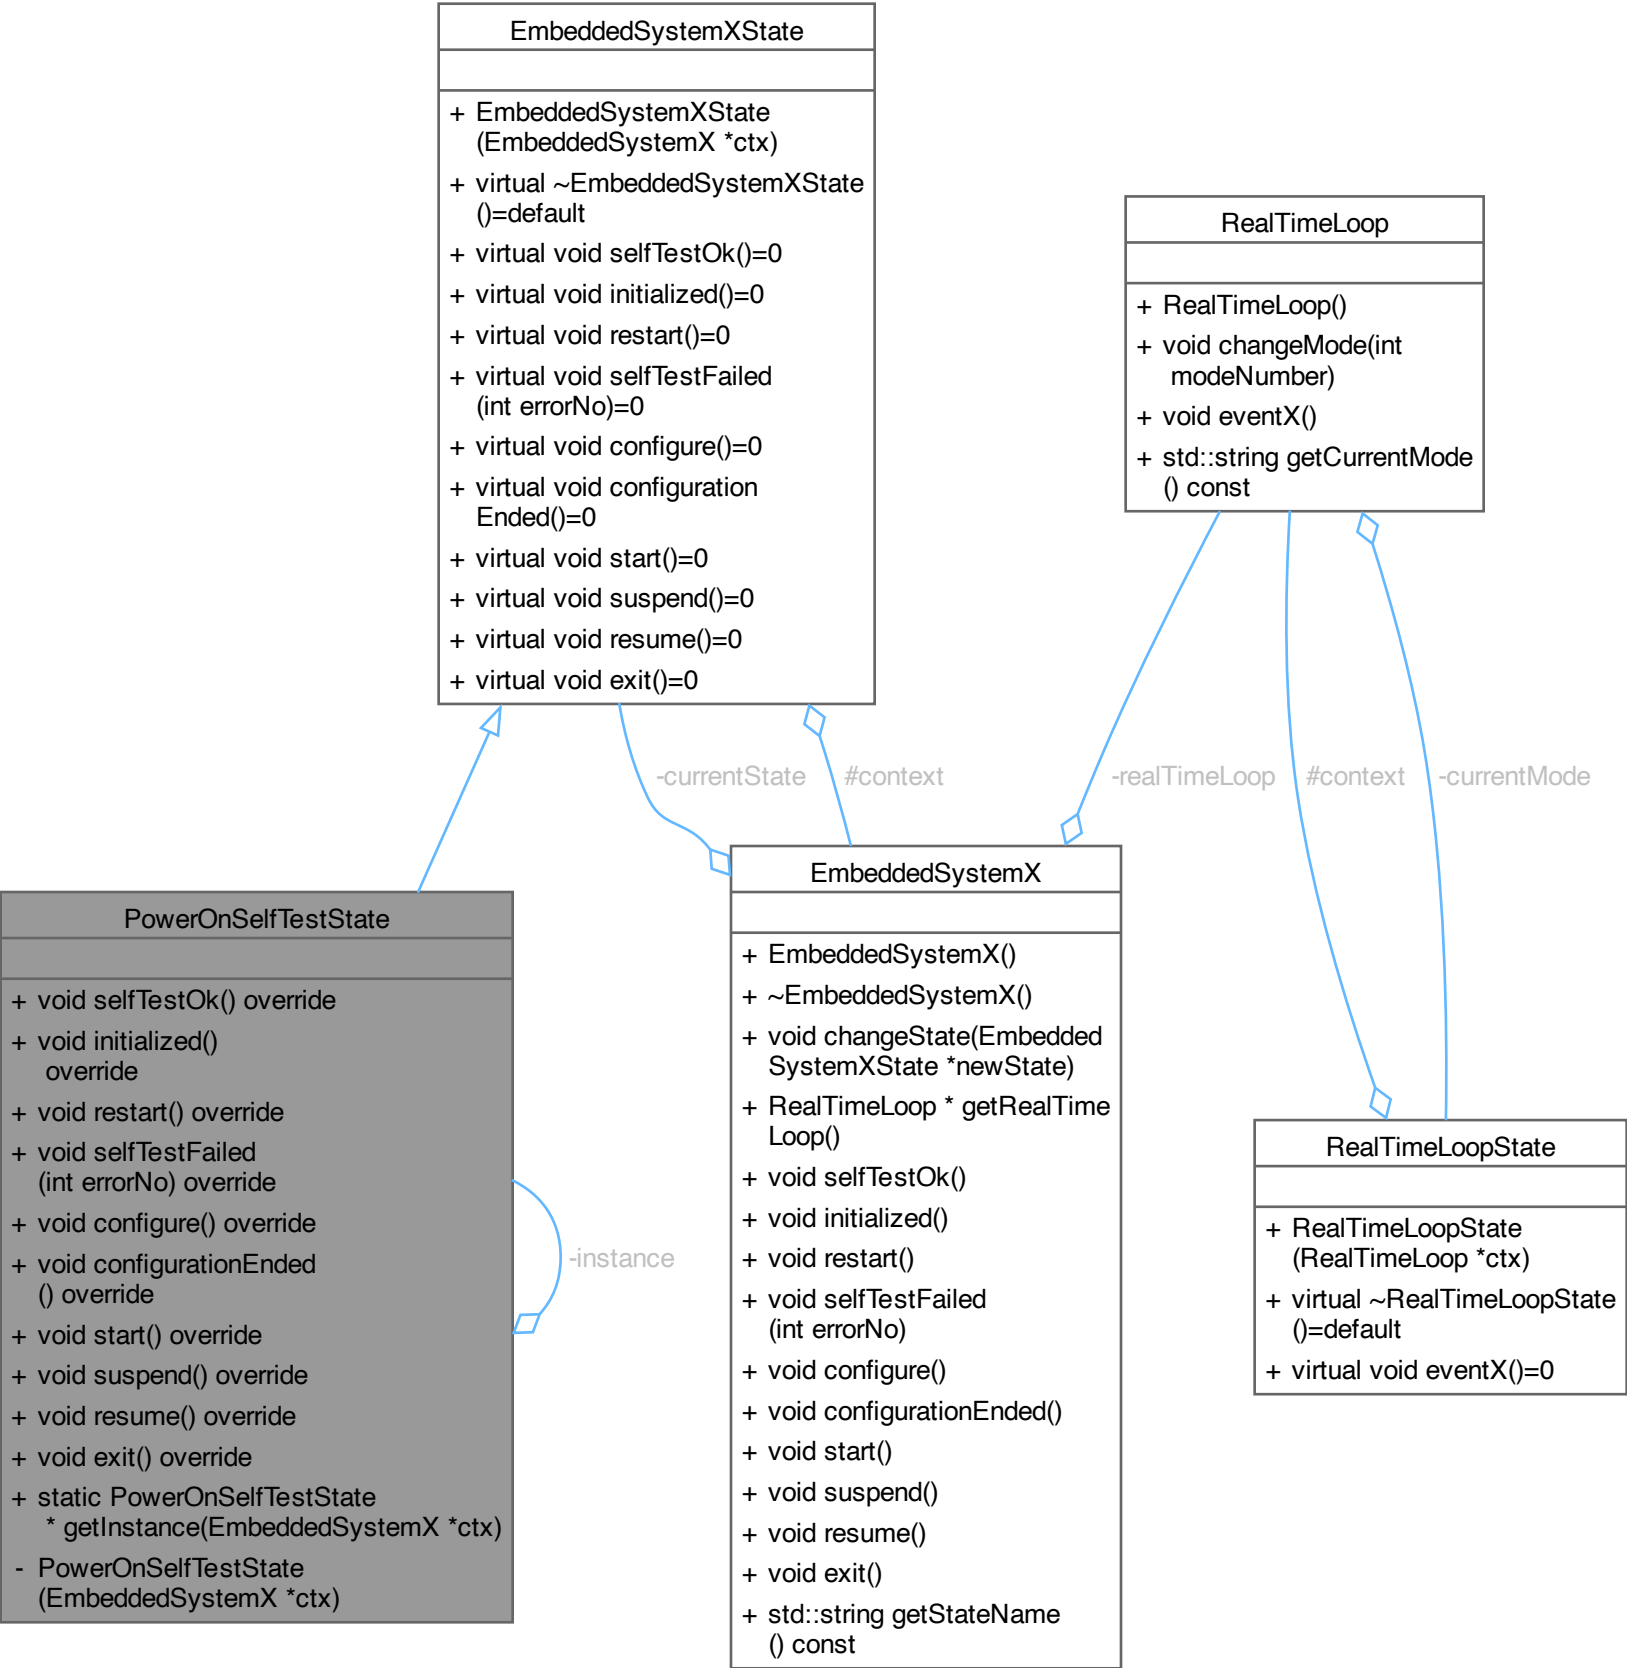 EmbeddedSystemXState
+ EmbeddedSystemXState
(EmbeddedSystemX *ctx)
+ virtual ~EmbeddedSystemXState
()=default
+ virtual void selfTestOk()=0
+ virtual void initialized()=0
+ virtual void restart()=0
+ virtual void selfTestFailed
(int errorNo)=0
+ virtual void configure()=0
+ virtual void configuration
Ended()=0
+ virtual void start()=0
+ virtual void suspend()=0
+ virtual void resume()=0
+ virtual void exit()=0
RealTimeLoop
+ RealTimeLoop()
+ void changeMode(int
modeNumber)
+ void eventX()
+ std::string getCurrentMode
() const
-currentState
#context
-realTimeLoop
#context
-currentMode
PowerOnSelfTestState
+ void selfTestOk() override
+ void initialized()
override
+ void restart() override
+ void selfTestFailed
(int errorNo) override
+ void configure() override
+ void configurationEnded
() override
+ void start() override
+ void suspend() override
+ void resume() override
+ void exit() override
+ static PowerOnSelfTestState
* getInstance(EmbeddedSystemX *ctx)
- PowerOnSelfTestState
(EmbeddedSystemX *ctx)
-instance
EmbeddedSystemX
+ EmbeddedSystemX()
+ ~EmbeddedSystemX()
+ void changeState(Embedded
SystemXState *newState)
+ RealTimeLoop * getRealTime
Loop()
+ void selfTestOk()
+ void initialized()
+ void restart()
+ void selfTestFailed
(int errorNo)
+ void configure()
+ void configurationEnded()
+ void start()
+ void suspend()
+ void resume()
+ void exit()
+ std::string getStateName
() const
RealTimeLoopState
+ RealTimeLoopState
(RealTimeLoop *ctx)
+ virtual ~RealTimeLoopState
()=default
+ virtual void eventX()=0